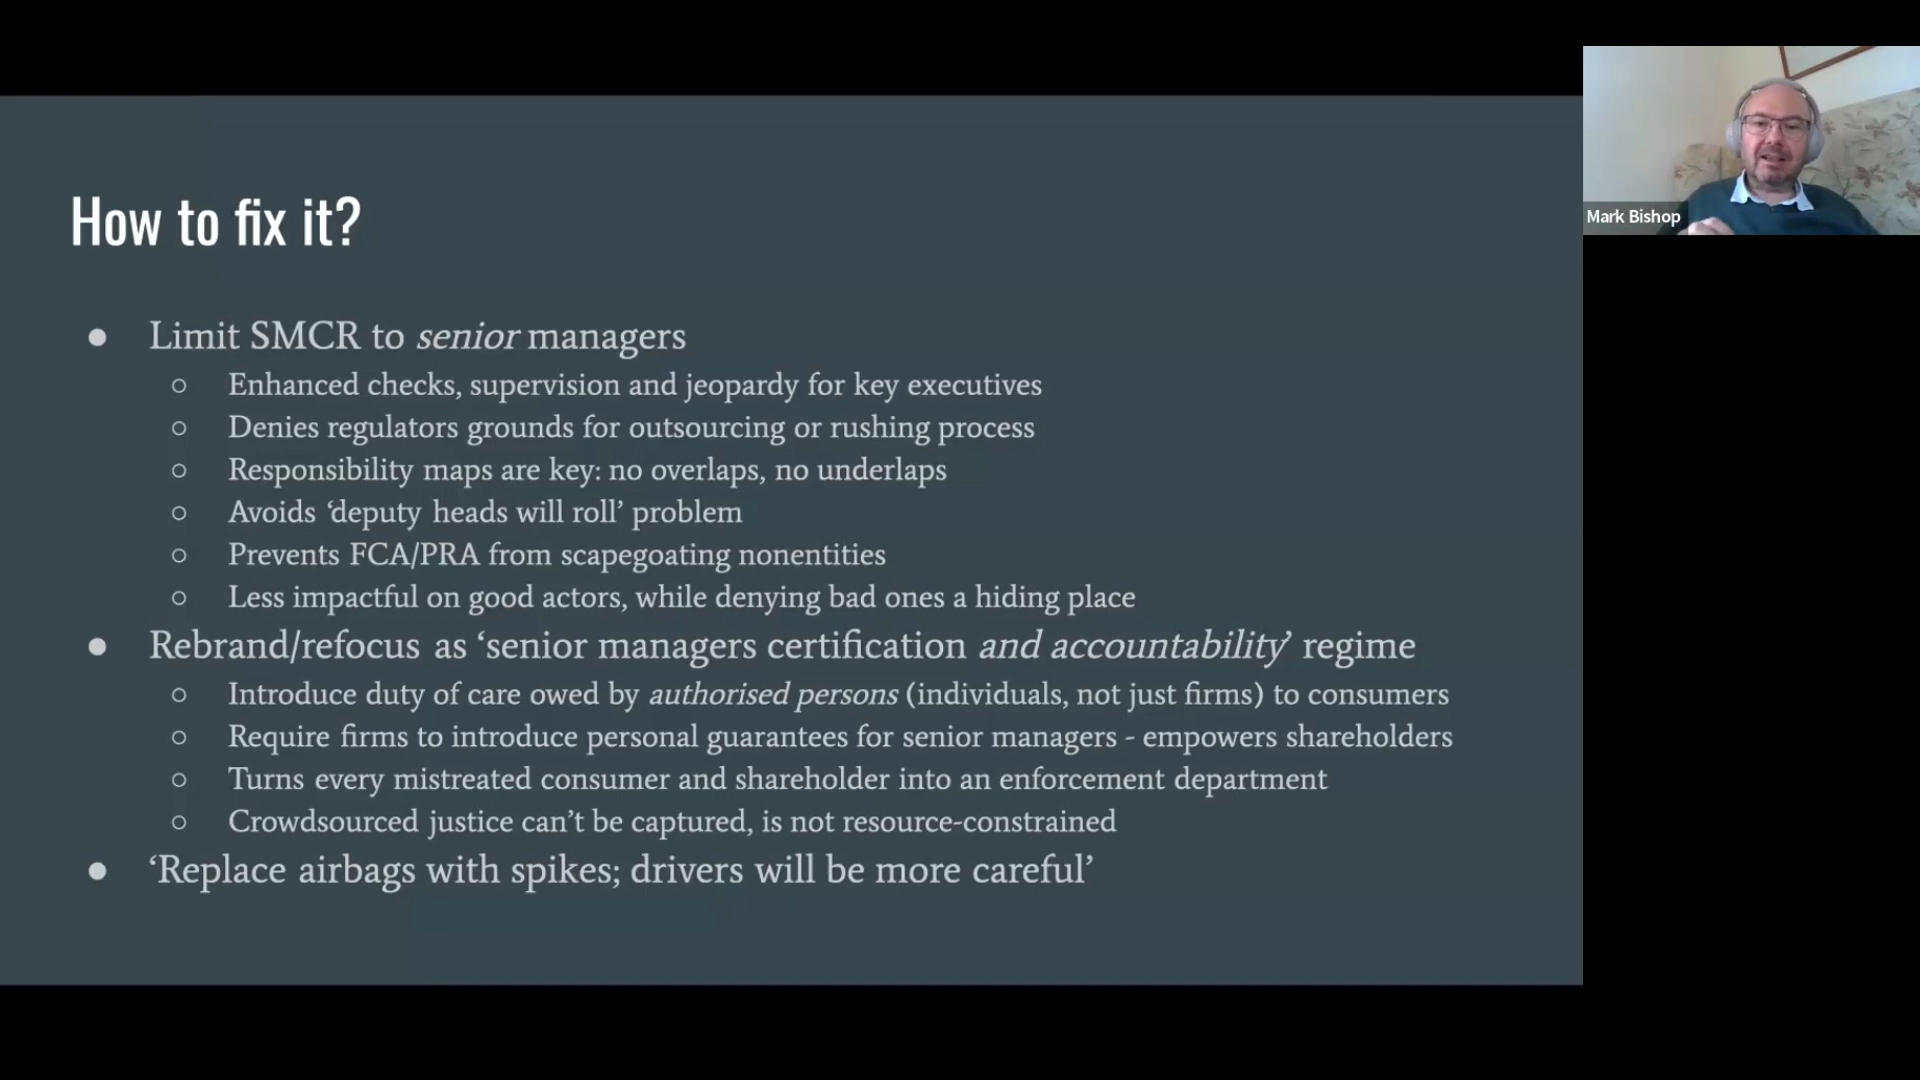 How to fix it?
● Limit SMCR to senior managers
○ Enhanced checks, supervision and jeopardy for key executives
○ Denies regulators grounds for outsourcing or rushing process
○ Responsibility maps are key: no overlaps, no underlaps
○ Avoids ‘deputy heads will roll’ problem
○ Prevents FCA/PRA from scapegoating nonentities
○ Less impactful on good actors, while denying bad ones a hiding place
● Rebrand/refocus as ‘senior managers certification and accountability’ regime
○ Introduce duty of care owed by authorised persons (individuals, not just firms) to consumers
○ Require firms to introduce personal guarantees for senior managers - empowers shareholders
○ Turns every mistreated consumer and shareholder into an enforcement department
○ Crowdsourced justice can’t be captured, is not resource-constrained
● ‘Replace airbags with spikes; drivers will be more careful’
Mark Bishop